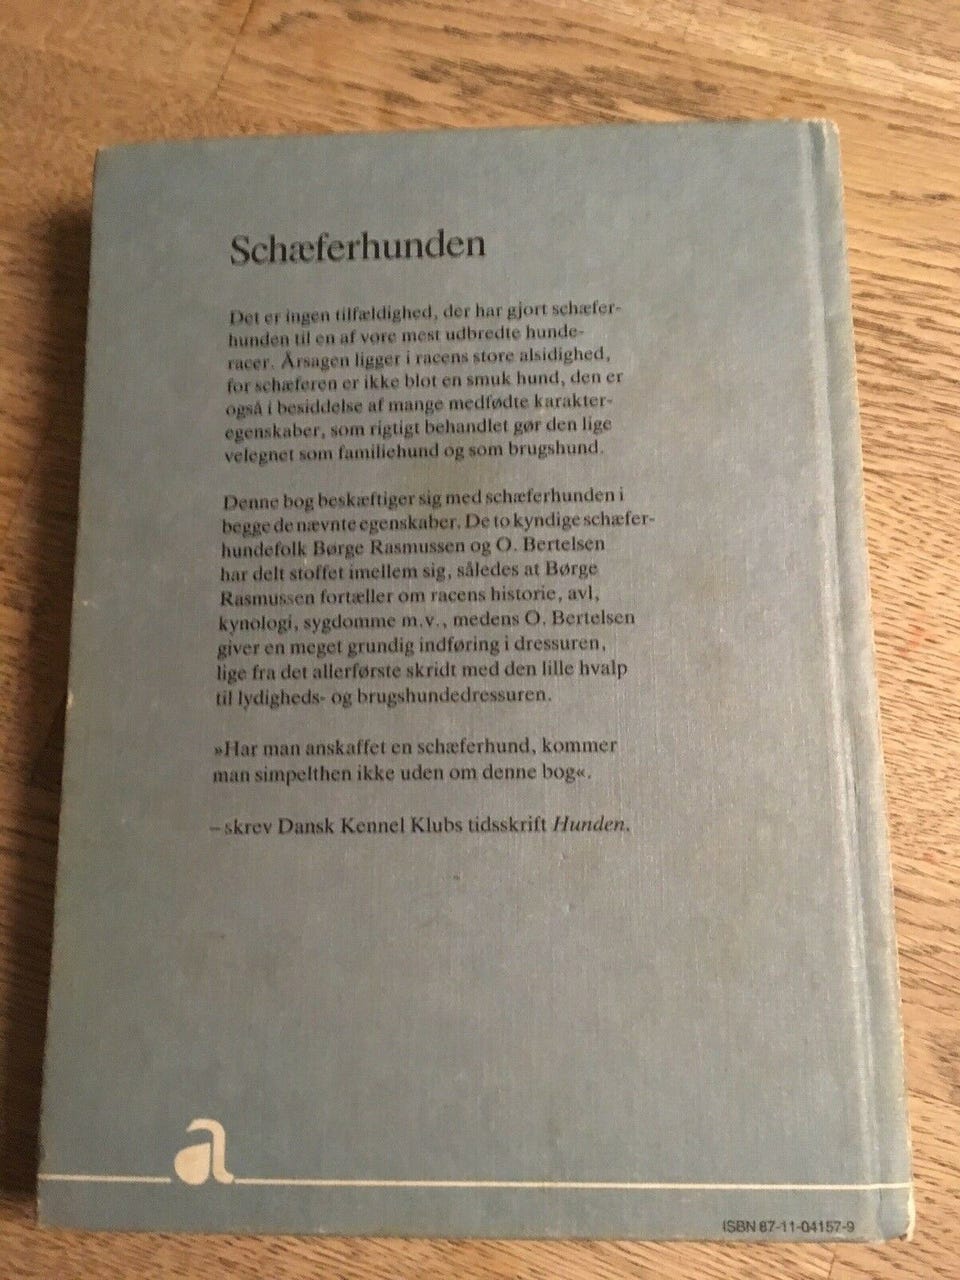 Schæferhunden
Det er ingen tilfældighed, der har gjort schæfer-
hunden til en af vore mest udbredte hunde-
racer. Årsagen ligger i racens store alsidighed,
for schæferen er ikke blot en smuk hund, den er
også i besiddelse af mange medfødte karakter-
egenskaber, som rigtigt behandlet gør den lige
velegnet som familiehund og som brugshund.
Denne bog beskæftiger sig med schæferhunden i
begge de nævnte egenskaber. De to kyndige schæfer-
hundefolk Børge Rasmussen og O. Bertelsen
har delt stoffet imellem sig, således at Børge
Rasmussen fortæller om racens historie, avl,
kynologi, sygdomme m.v., medens O. Bertelsen
giver en meget grundig indføring i dressuren,
lige fra det allerførste skridt med den lille hvalp
til lydigheds- og brugshundedressuren.
»Har man anskaffet en schæferhund, kommer
man simpelthen ikke uden om denne bog«.
– skrev Dansk Kennel Klubs tidsskrift Hunden.
a
ISBN 87-11-04157-9